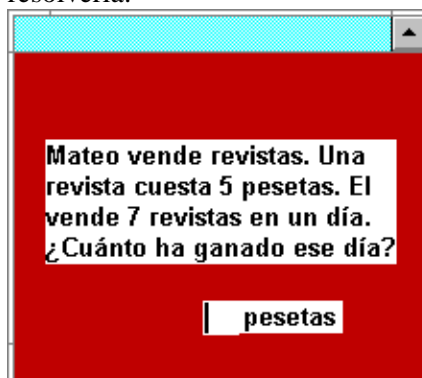 resolvería.
Mateo vende revistas. Una
revista cuesta 5 pesetas. El
vende 7 revistas en un día.
¿Cuánto ha ganado ese día?
pesetas